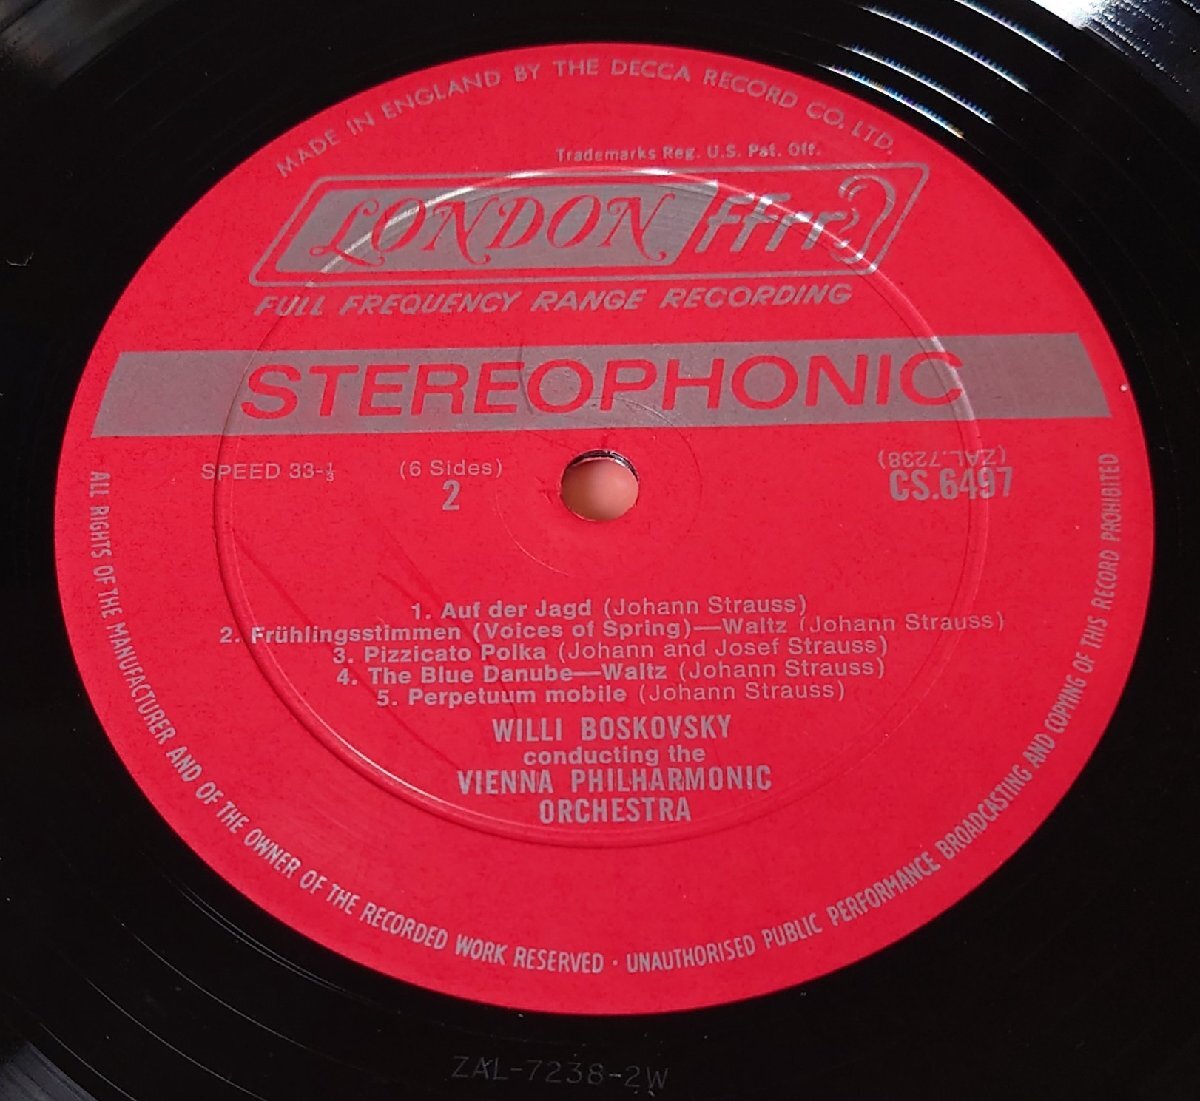 MADE IN ENGLAND BY THE DECCA RECORD CO. LTD.
Trademarks Reg. U.S. Pat. Off.
LONDON ffrr
FULL FREQUENCY RANGE RECORDING
STEREOPHONIC
SPEED 33-⅓
(6 Sides)
2
(ZAL.7238)
CS.6497
1. Auf der Jagd (Johann Strauss)
2. Frühlingsstimmen (Voices of Spring)—Waltz (Johann Strauss)
3. Pizzicato Polka (Johann and Josef Strauss)
4. The Blue Danube—Waltz (Johann Strauss)
5. Perpetuum mobile (Johann Strauss)
WILLI BOSKOVSKY
conducting the
VIENNA PHILHARMONIC
ORCHESTRA
ALL RIGHTS OF THE MANUFACTURER AND OF THE OWNER OF THE RECORDED WORK RESERVED · UNAUTHORISED PUBLIC PERFORMANCE BROADCASTING AND COPYING OF THIS RECORD PROHIBITED
ZAL-7238-2W